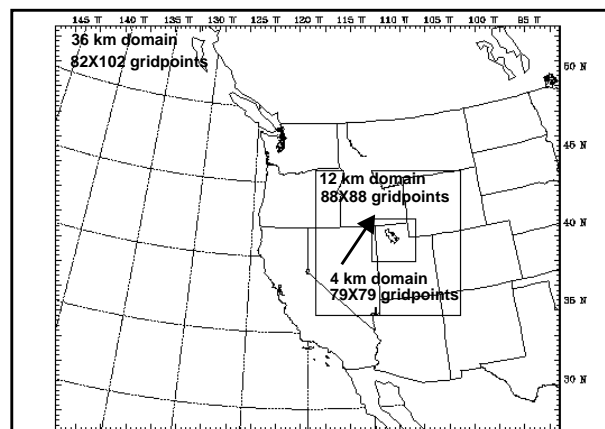 145 W 140 W 135 W 130 W 125 W 120 W 115 W 110 W 105 W 100 W 95 W
36 km domain
82X102 gridpoints
50 N
45 N
12 km domain
88X88 gridpoints
40 N
4 km domain
79X79 gridpoints
35 N
30 N